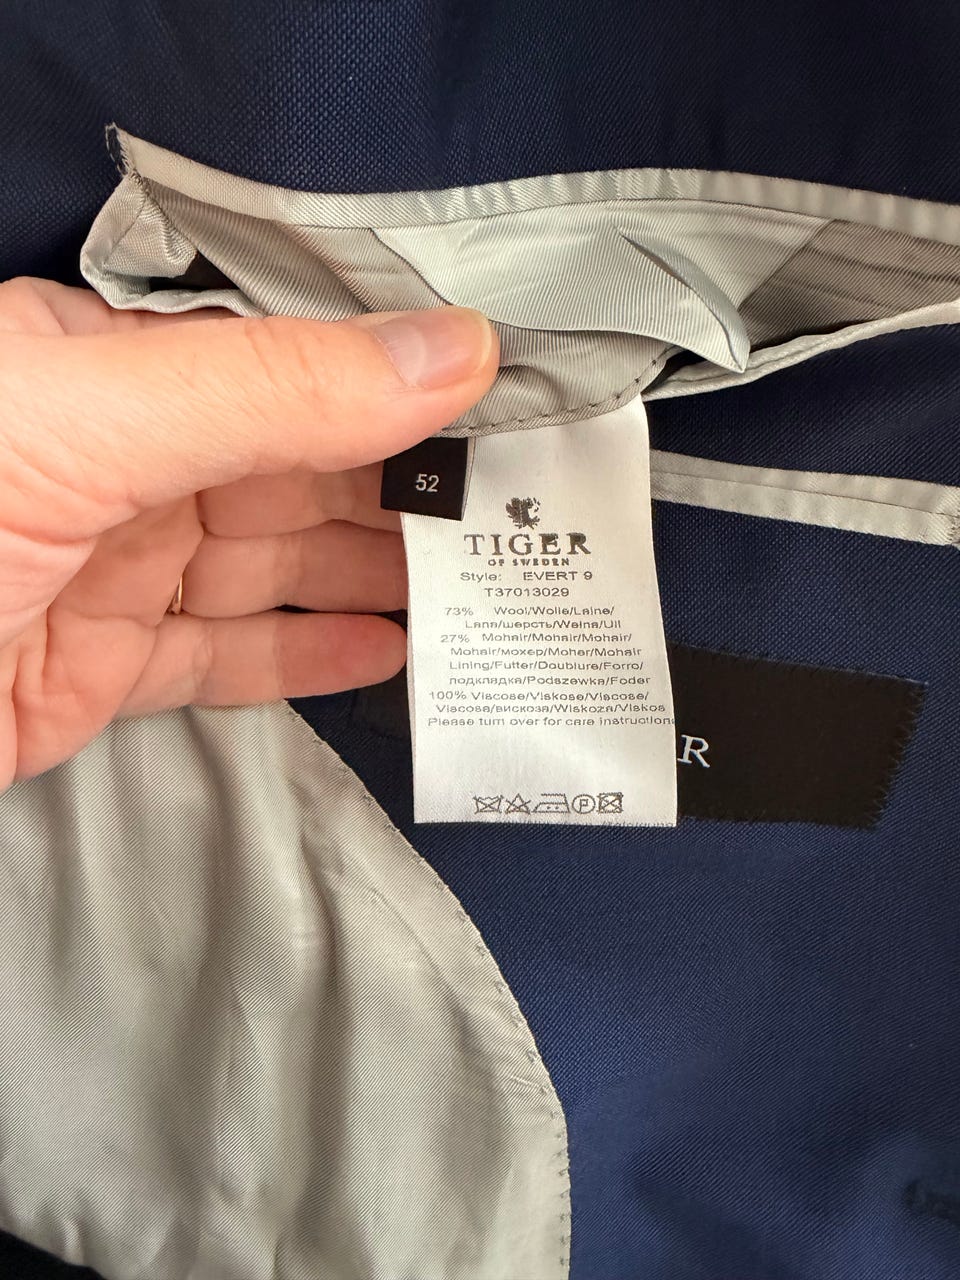 52
TIGER
OF SWEDEN
Style: EVERT 9
T37013029
73% Wool/Wolle/Laine/
Lana/шерсть/Welna/Ull
27% Mohair/Mohair/Mohair/
Mohair/мохер/Moher/Mohair
Lining/Futter/Doublure/Forro/
подкладка/Podszewka/Foder
100% Viscose/Viskose/Viscose/
Viscosa/вискоза/Wiskoza/Viskos
Please turn over for care instructions
R